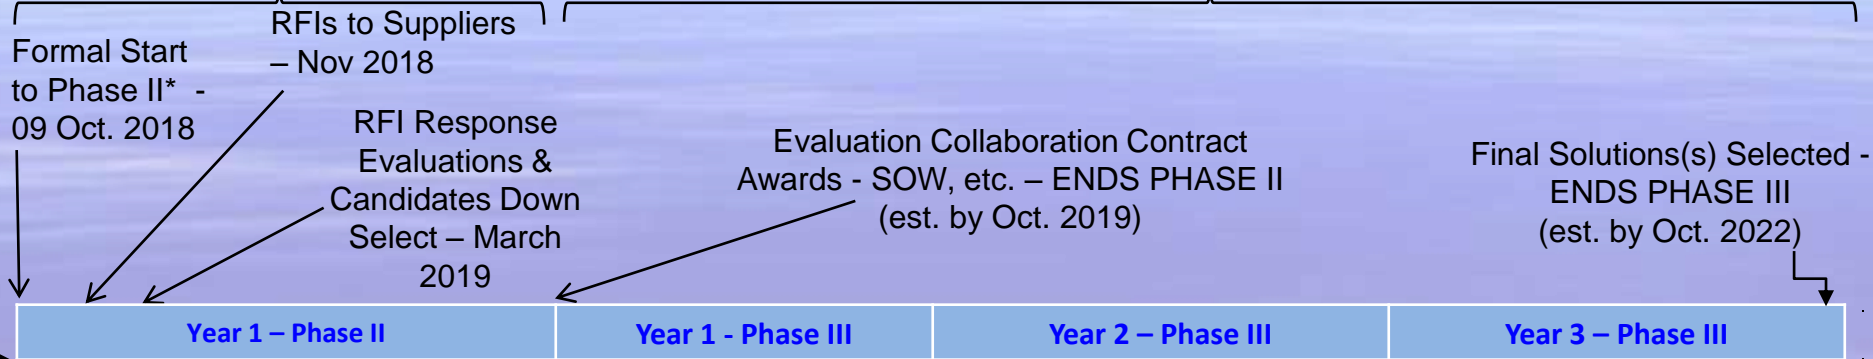 RFIs to Suppliers
– Nov 2018
Formal Start
to Phase II* -
09 Oct. 2018
RFI Response
Evaluations &
Candidates Down
Select – March
2019
Evaluation Collaboration Contract
Awards - SOW, etc. – ENDS PHASE II
(est. by Oct. 2019)
Final Solutions(s) Selected -
ENDS PHASE III
(est. by Oct. 2022)
Year 1 – Phase II
Year 1 - Phase III
Year 2 – Phase III
Year 3 – Phase III